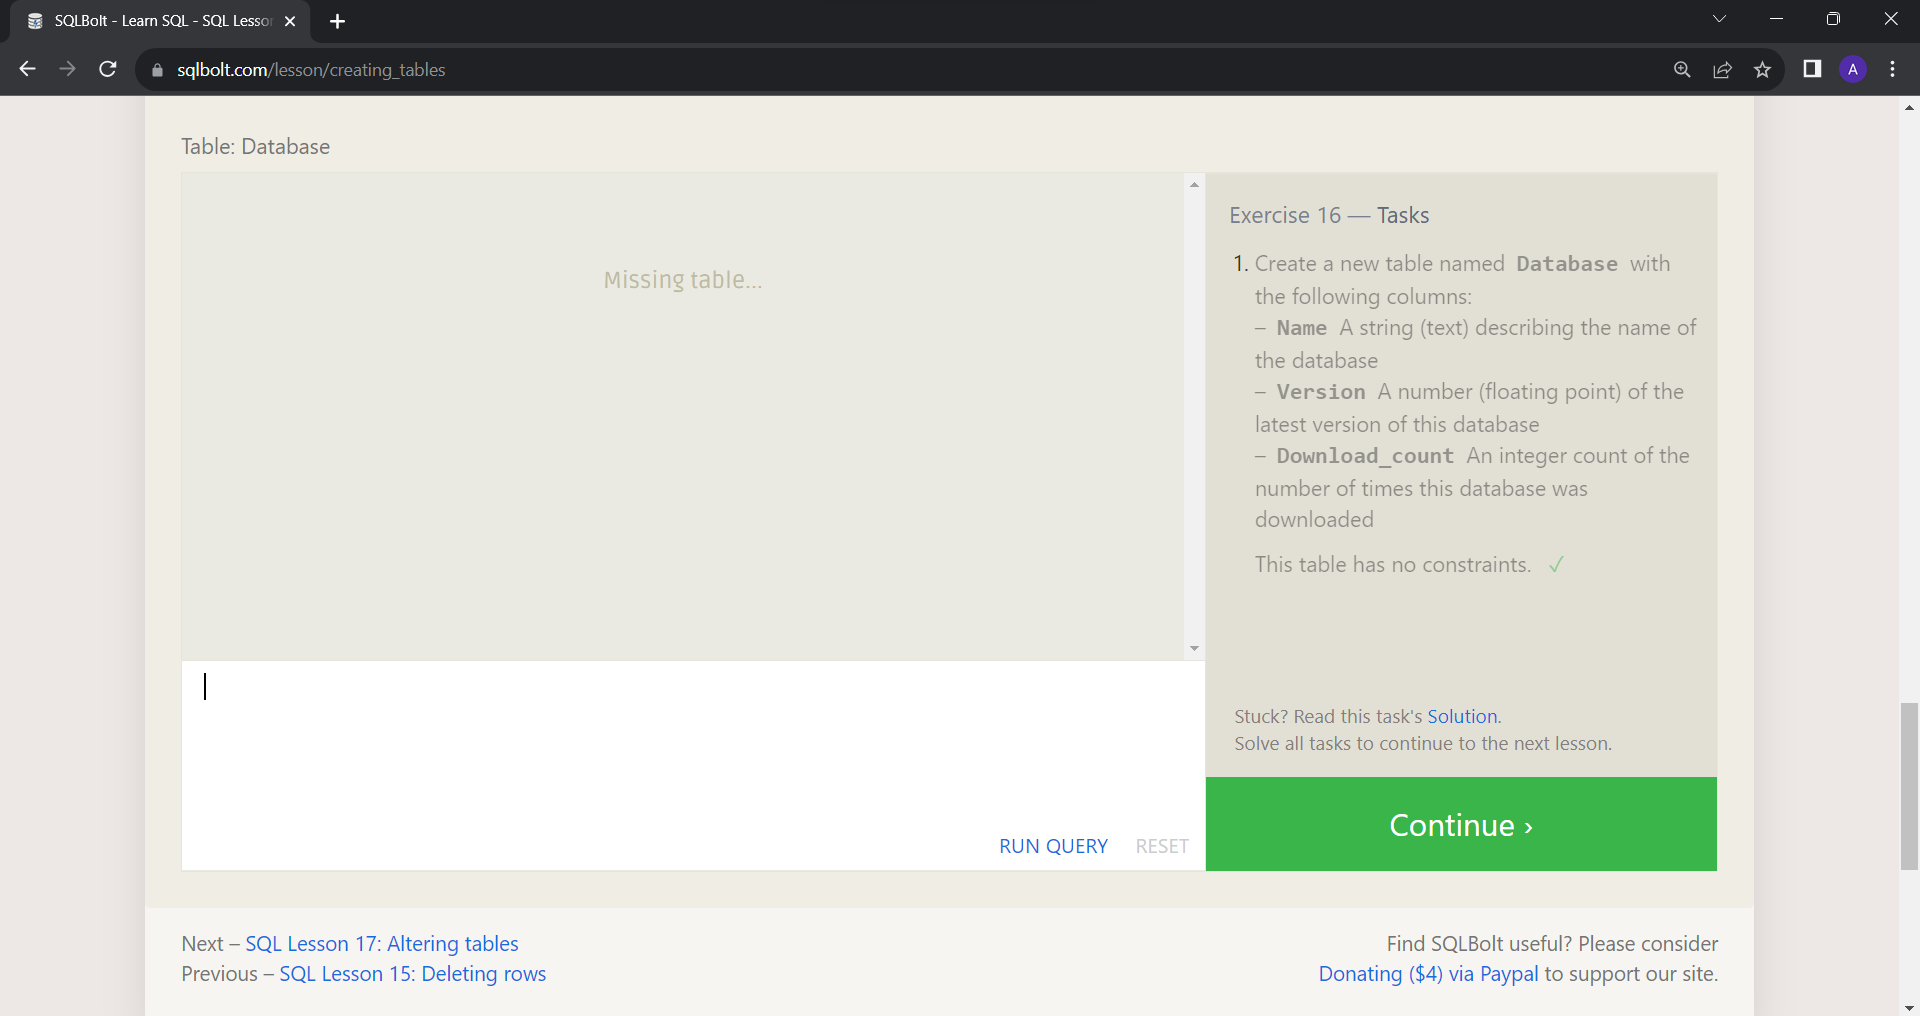 SQLBolt - Learn SQL - SQL Lesso
sqlbolt.com/lesson/creating_tables
A
Table: Database
Missing table...
RUN QUERY RESET
Exercise 16 — Tasks
1. Create a new table named Database with
the following columns:
– Name A string (text) describing the name of
the database
– Version A number (floating point) of the
latest version of this database
– Download_count An integer count of the
number of times this database was
downloaded
This table has no constraints. ✓
Stuck? Read this task's Solution.
Solve all tasks to continue to the next lesson.
Continue ›
Next – SQL Lesson 17: Altering tables
Previous – SQL Lesson 15: Deleting rows
Find SQLBolt useful? Please consider
Donating ($4) via Paypal to support our site.